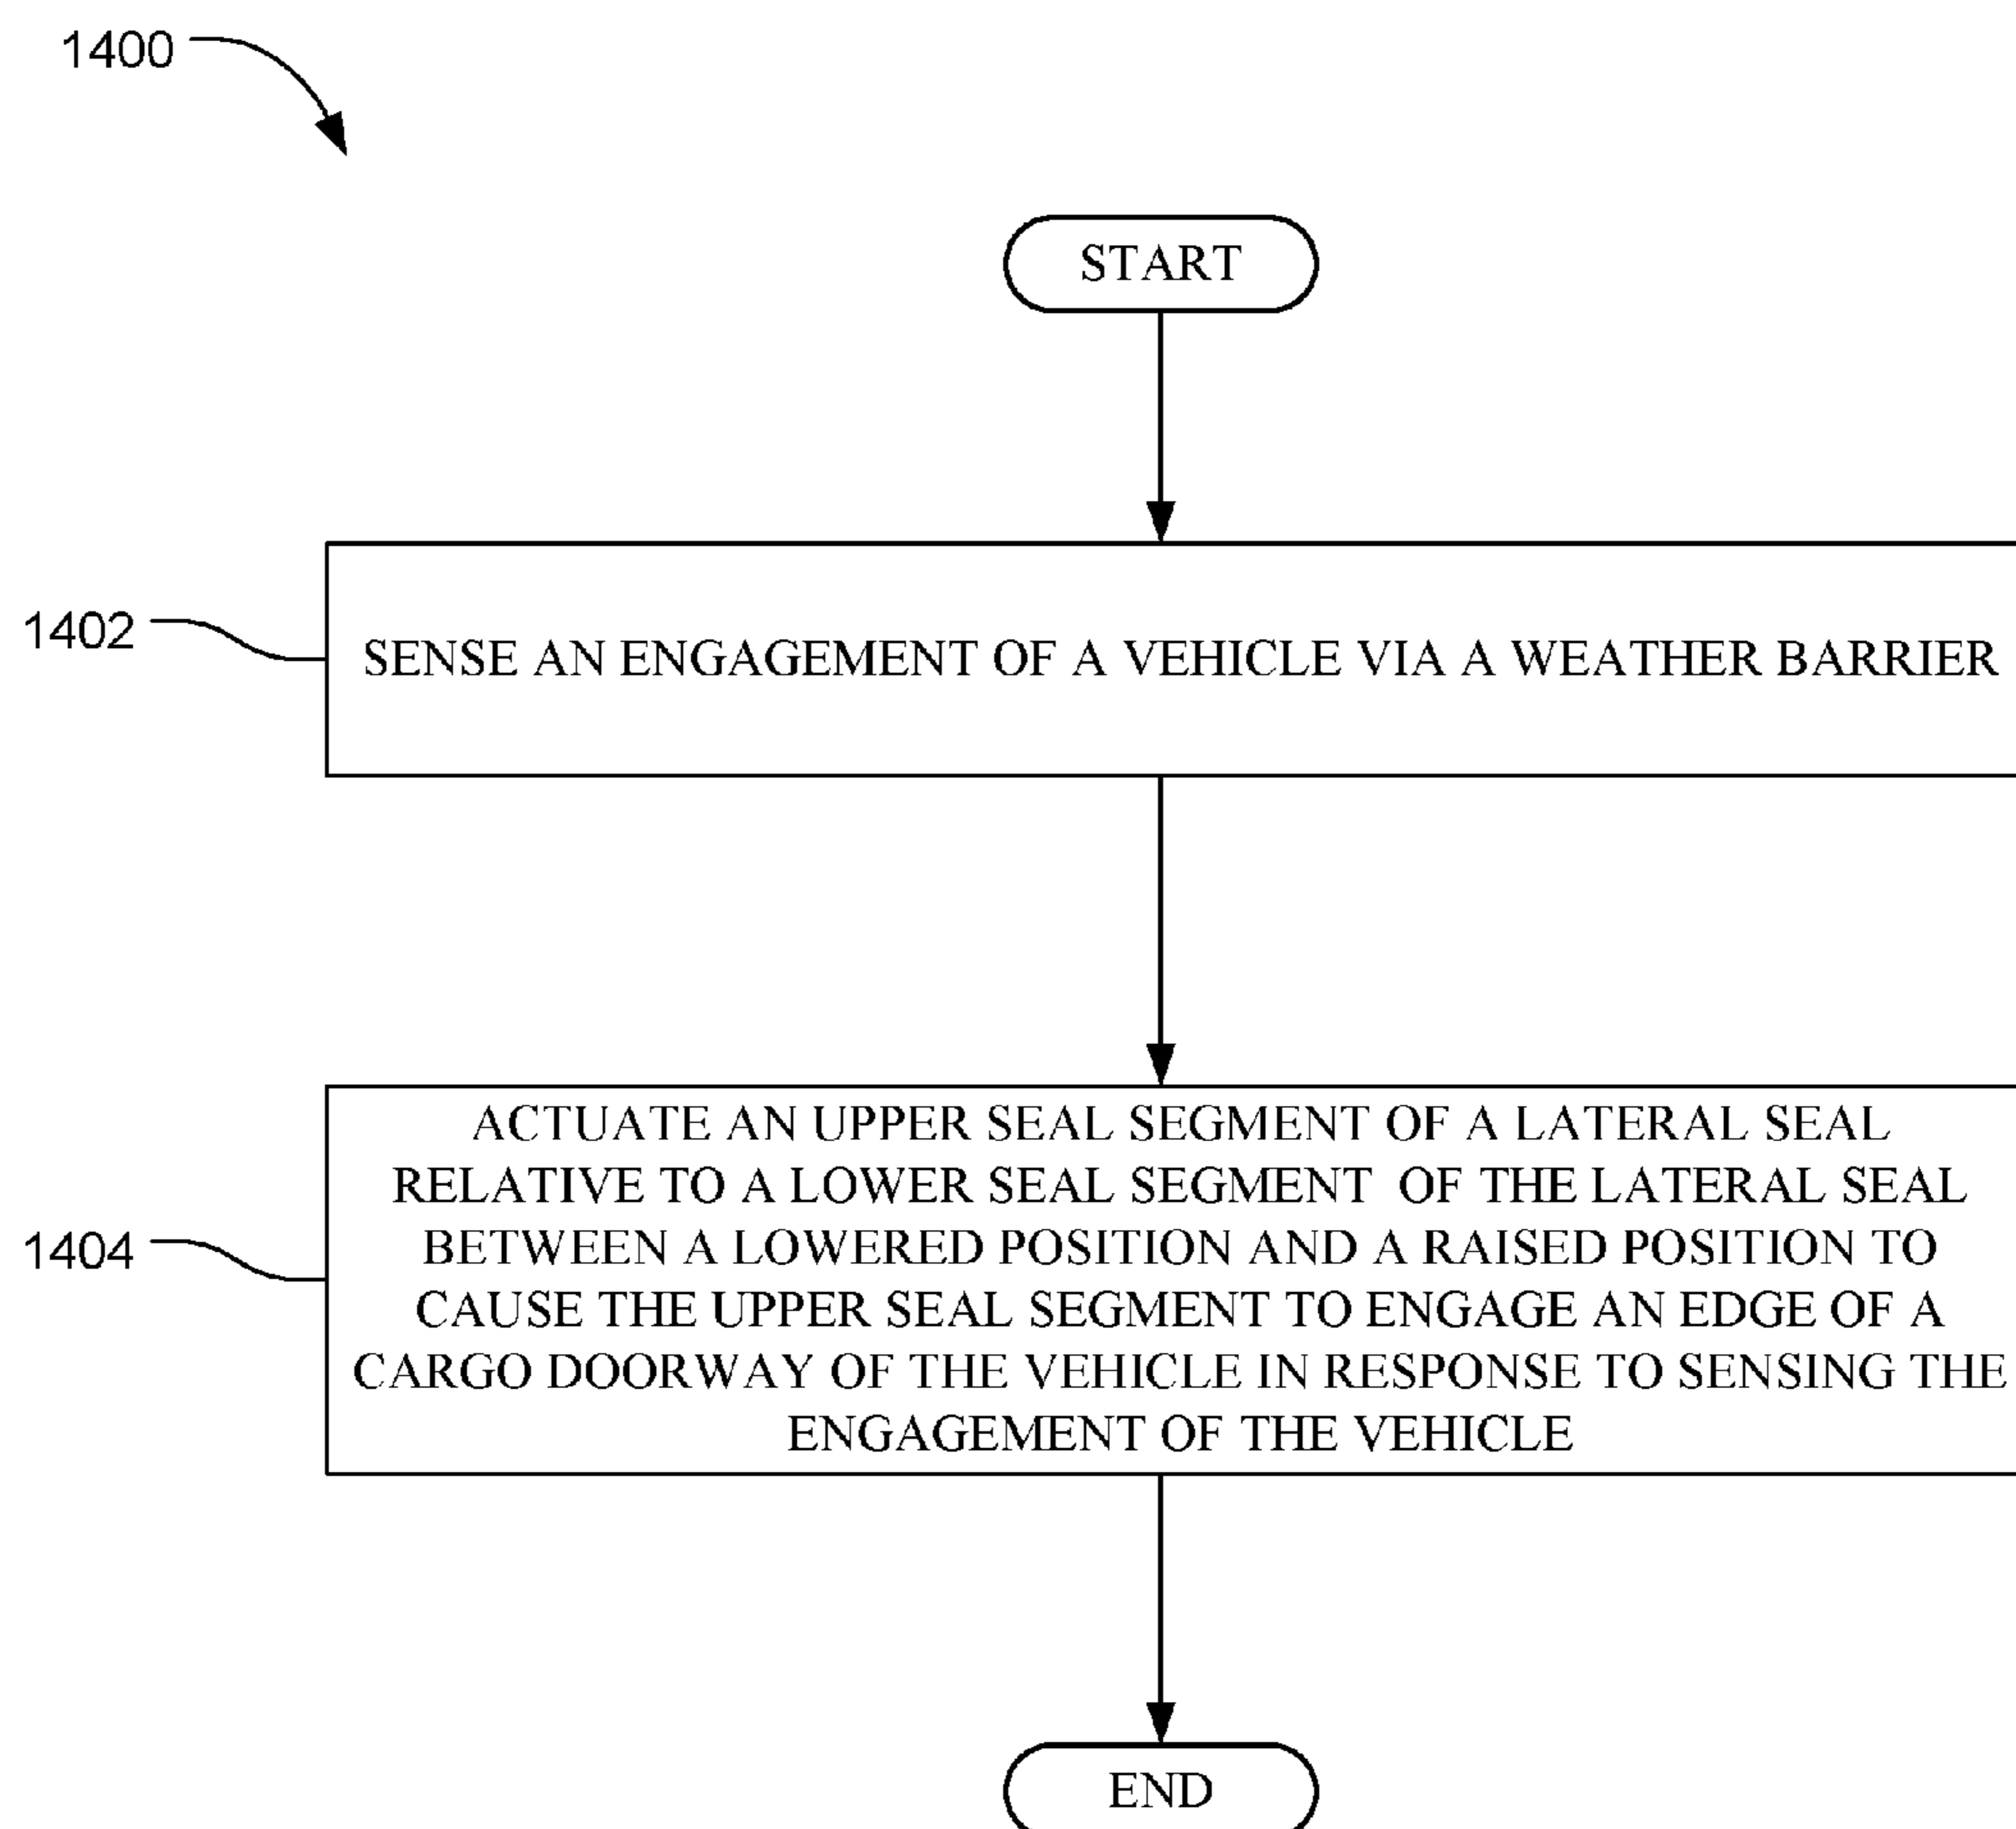 1400
START
1402
SENSE AN ENGAGEMENT OF A VEHICLE VIA A WEATHER BARRIER
ACTUATE AN UPPER SEAL SEGMENT OF A LATERAL SEAL
RELATIVE TO A LOWER SEAL SEGMENT OF THE LATERAL SEAL
BETWEEN A LOWERED POSITION AND A RAISED POSITION TO
1404
CAUSE THE UPPER SEAL SEGMENT TO ENGAGE AN EDGE OF A
CARGO DOORWAY OF THE VEHICLE IN RESPONSE TO SENSING THE
ENGAGEMENT OF THE VEHICLE
END